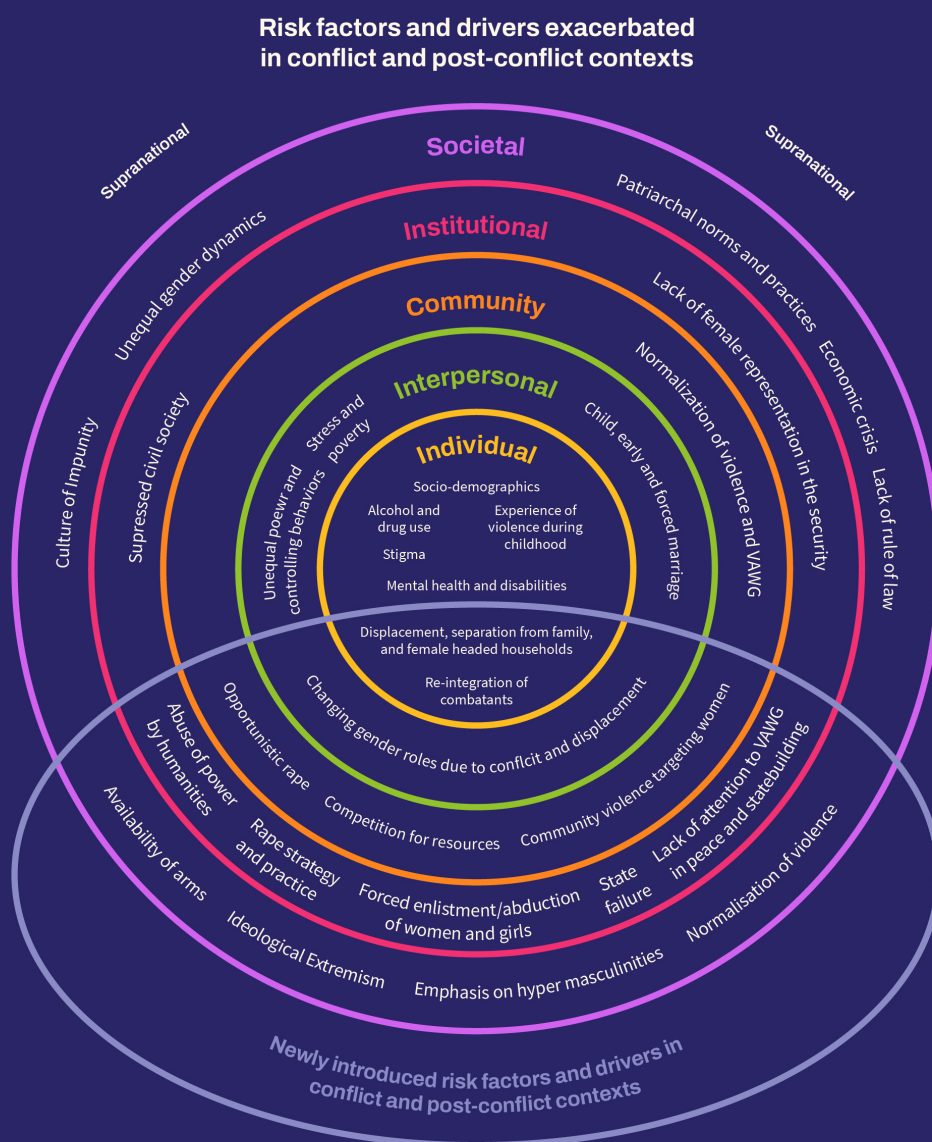 Risk factors and drivers exacerbated
in conflict and post-conflict contexts
Supranational
Supranational
Societal
Unequal gender dynamics
Culture of Impunity
Patriarchal norms and practices
Economic crisis
Lack of rule of law
Institutional
Supressed civil society
Lack of female representation in the security
Community
Normalization of violence and VAWG
Interpersonal
Stress and
poverty
Unequal poewr and
controlling behaviors
Child, early and forced marriage
Individual
Socio-demographics
Alcohol and
drug use
Experience of
violence during
childhood
Stigma
Mental health and disabilities
Displacement, separation from family,
and female headed households
Re-integration of
combatants
Changing gender roles due to conflcit and displacement
Opportunistic rape
Competition for resources
Community violence targeting women
Abuse of power
by humanities
Rape strategy
and practice
Forced enlistment/abduction
of women and girls
State
failure
Lack of attention to VAWG
in peace and statebuilding
Availability of arms
Ideological Extremism
Emphasis on hyper masculinities
Normalisation of violence
Newly introduced risk factors and drivers in
conflict and post-conflict contexts